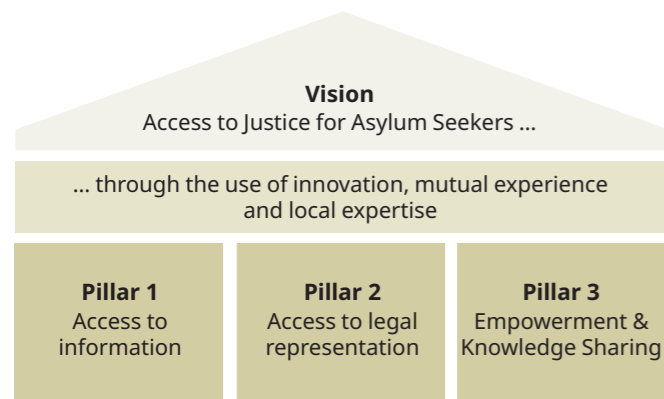 Vision
Access to Justice for Asylum Seekers ...
... through the use of innovation, mutual experience
and local expertise
Pillar 1
Access to
information
Pillar 2
Access to legal
representation
Pillar 3
Empowerment &
Knowledge Sharing